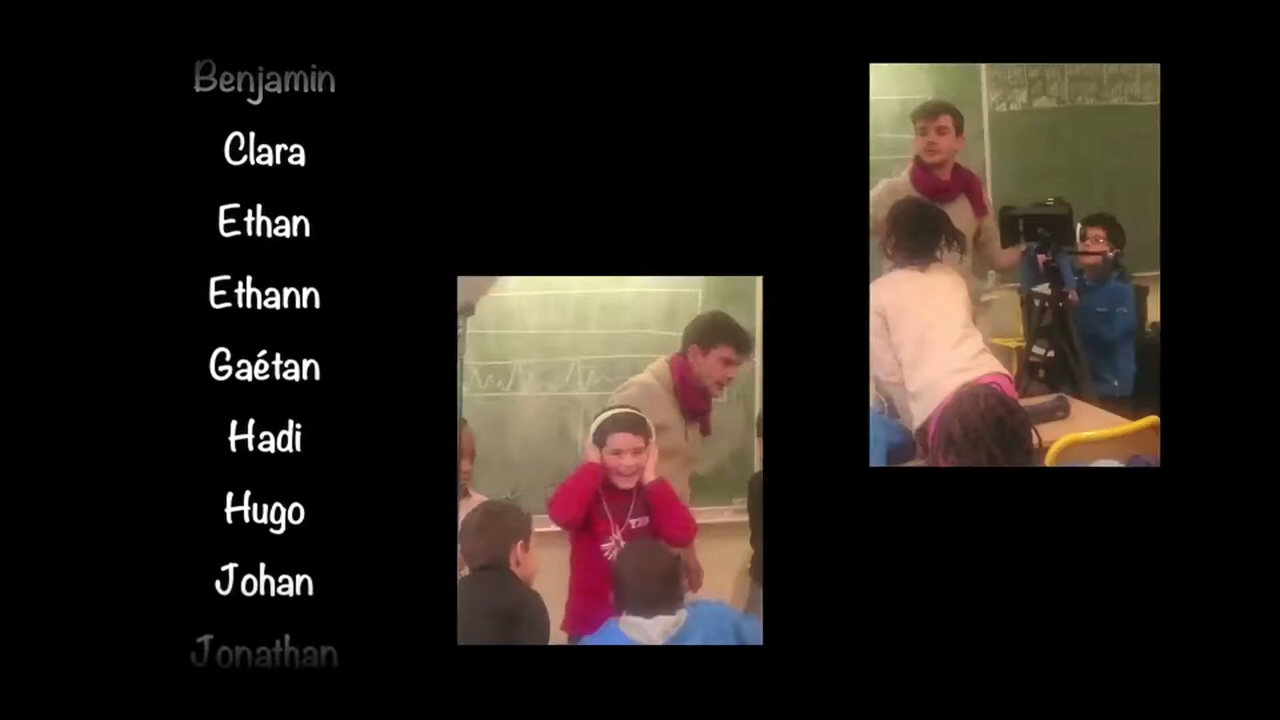 Benjamin
Clara
Ethan
Ethann
Gaétan
Hadi
Hugo
Johan
Jonathan